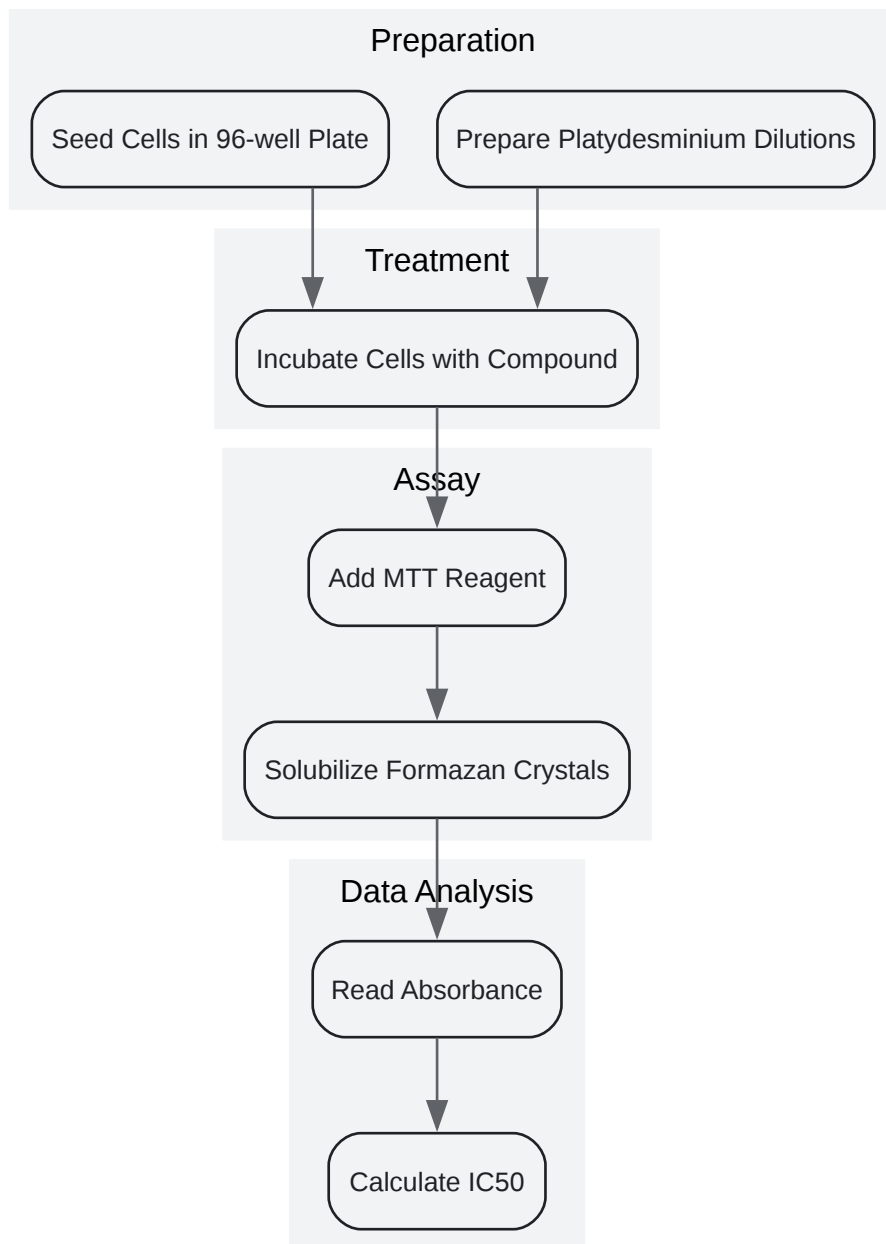 Preparation
Seed Cells in 96-well Plate
Prepare Platydesminium Dilutions
Treatment
Incubate Cells with Compound
Assay
Add MTT Reagent
Solubilize Formazan Crystals
Data Analysis
Read Absorbance
Calculate IC50